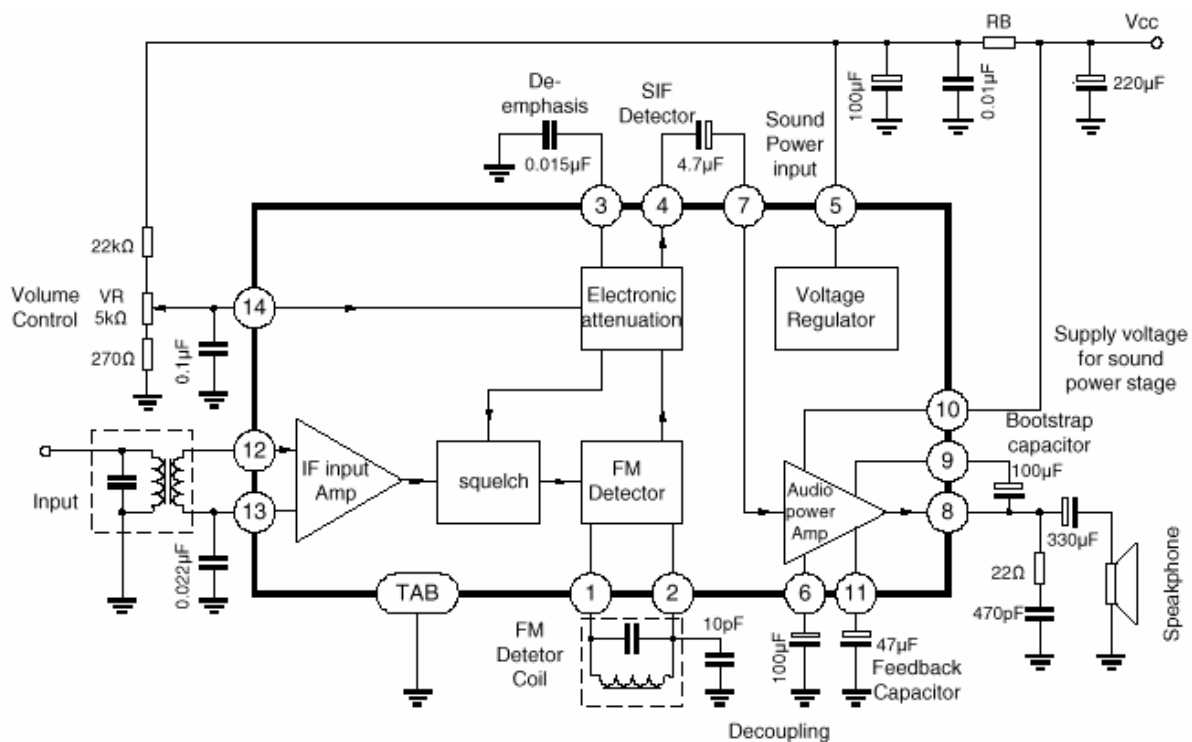 RB
Vcc
De-
emphasis
SIF
Detector
Sound
Power
input
100μF
0.01μF
220μF
0.015μF
4.7μF
3
4
7
5
22kΩ
Volume
Control
VR
5kΩ
270Ω
0.1μF
14
Electronic
attenuation
Voltage
Regulator
Supply voltage
for sound
power stage
10
Bootstrap
capacitor
100μF
9
8
12
13
Input
IF input
Amp
squelch
FM
Detector
Audio
power
Amp
330μF
22Ω
470pF
Speakphone
0.022μF
TAB
1
2
6
11
FM
Detetor
Coil
10pF
100μF
47μF
Feedback
Capacitor
Decoupling